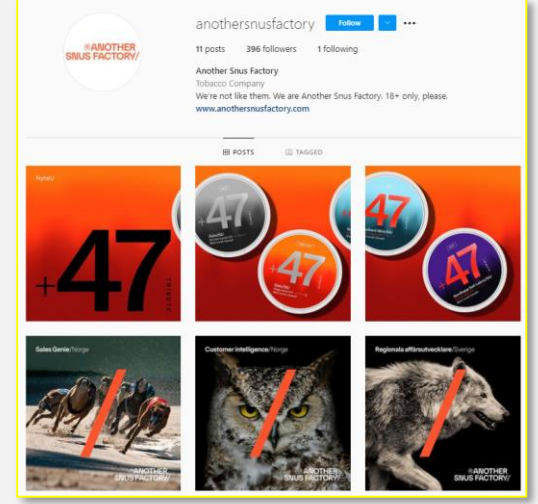 anothersnusfactory Follow
®ANOTHER
SNUS FACTORY/
11 posts 396 followers 1 following
Another Snus Factory
Tobacco Company
We're not like them. We are Another Snus Factory. 18+ only, please.
www.anothersnusfactory.com
POSTS TAGGED
Nyhet/
+47
TRIBUTE
+47
47
47
47
Sales Genie/Norge
®ANOTHER
SNUS FACTORY/
Customer intelligence/Norge
®ANOTHER
SNUS FACTORY/
Regionala affärsutvecklare/Sverige
®ANOTHER
SNUS FACTORY/